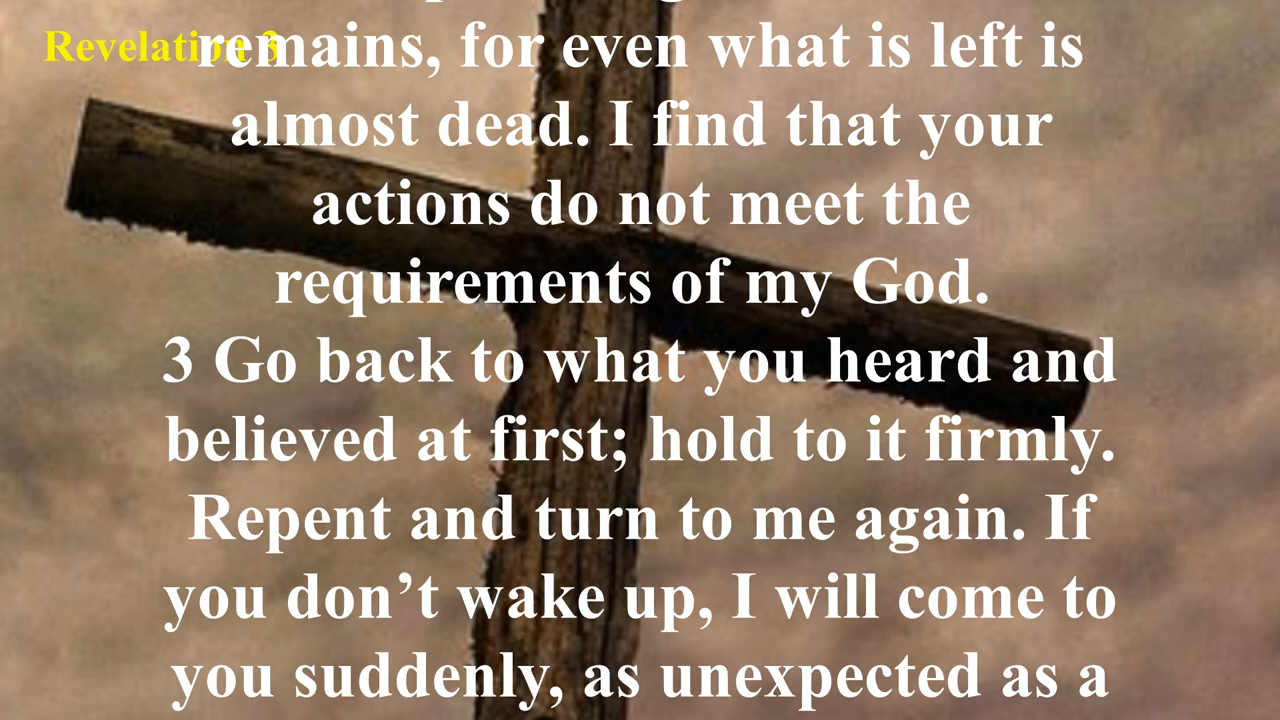 Revelation 3
remains, for even what is left is
almost dead. I find that your
actions do not meet the
requirements of my God.
3 Go back to what you heard and
believed at first; hold to it firmly.
Repent and turn to me again. If
you don’t wake up, I will come to
you suddenly, as unexpected as a